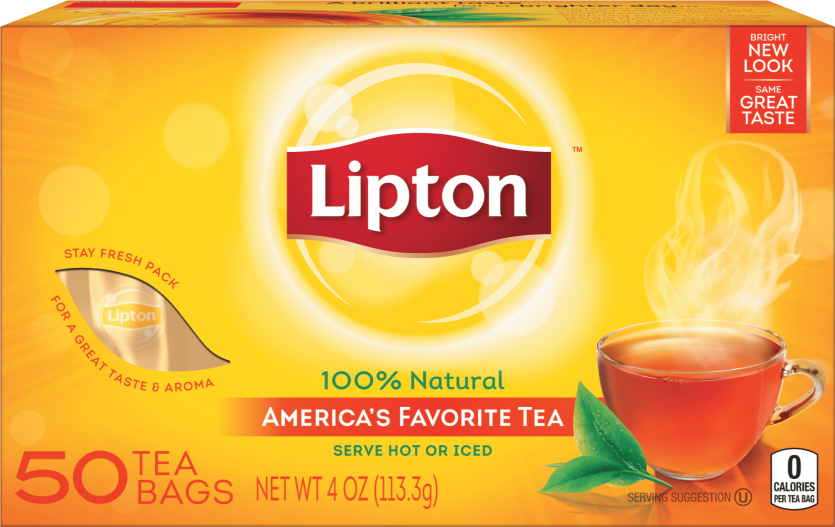 BRIGHT
NEW
LOOK
SAME
GREAT
TASTE
Lipton
TM
STAY FRESH PACK
Lipton
FOR A GREAT TASTE & AROMA
100% Natural
AMERICA'S FAVORITE TEA
SERVE HOT OR ICED
50 TEA
BAGS
NET WT 4 OZ (113.3g)
SERVING SUGGESTION U
0
CALORIES
PER TEA BAG